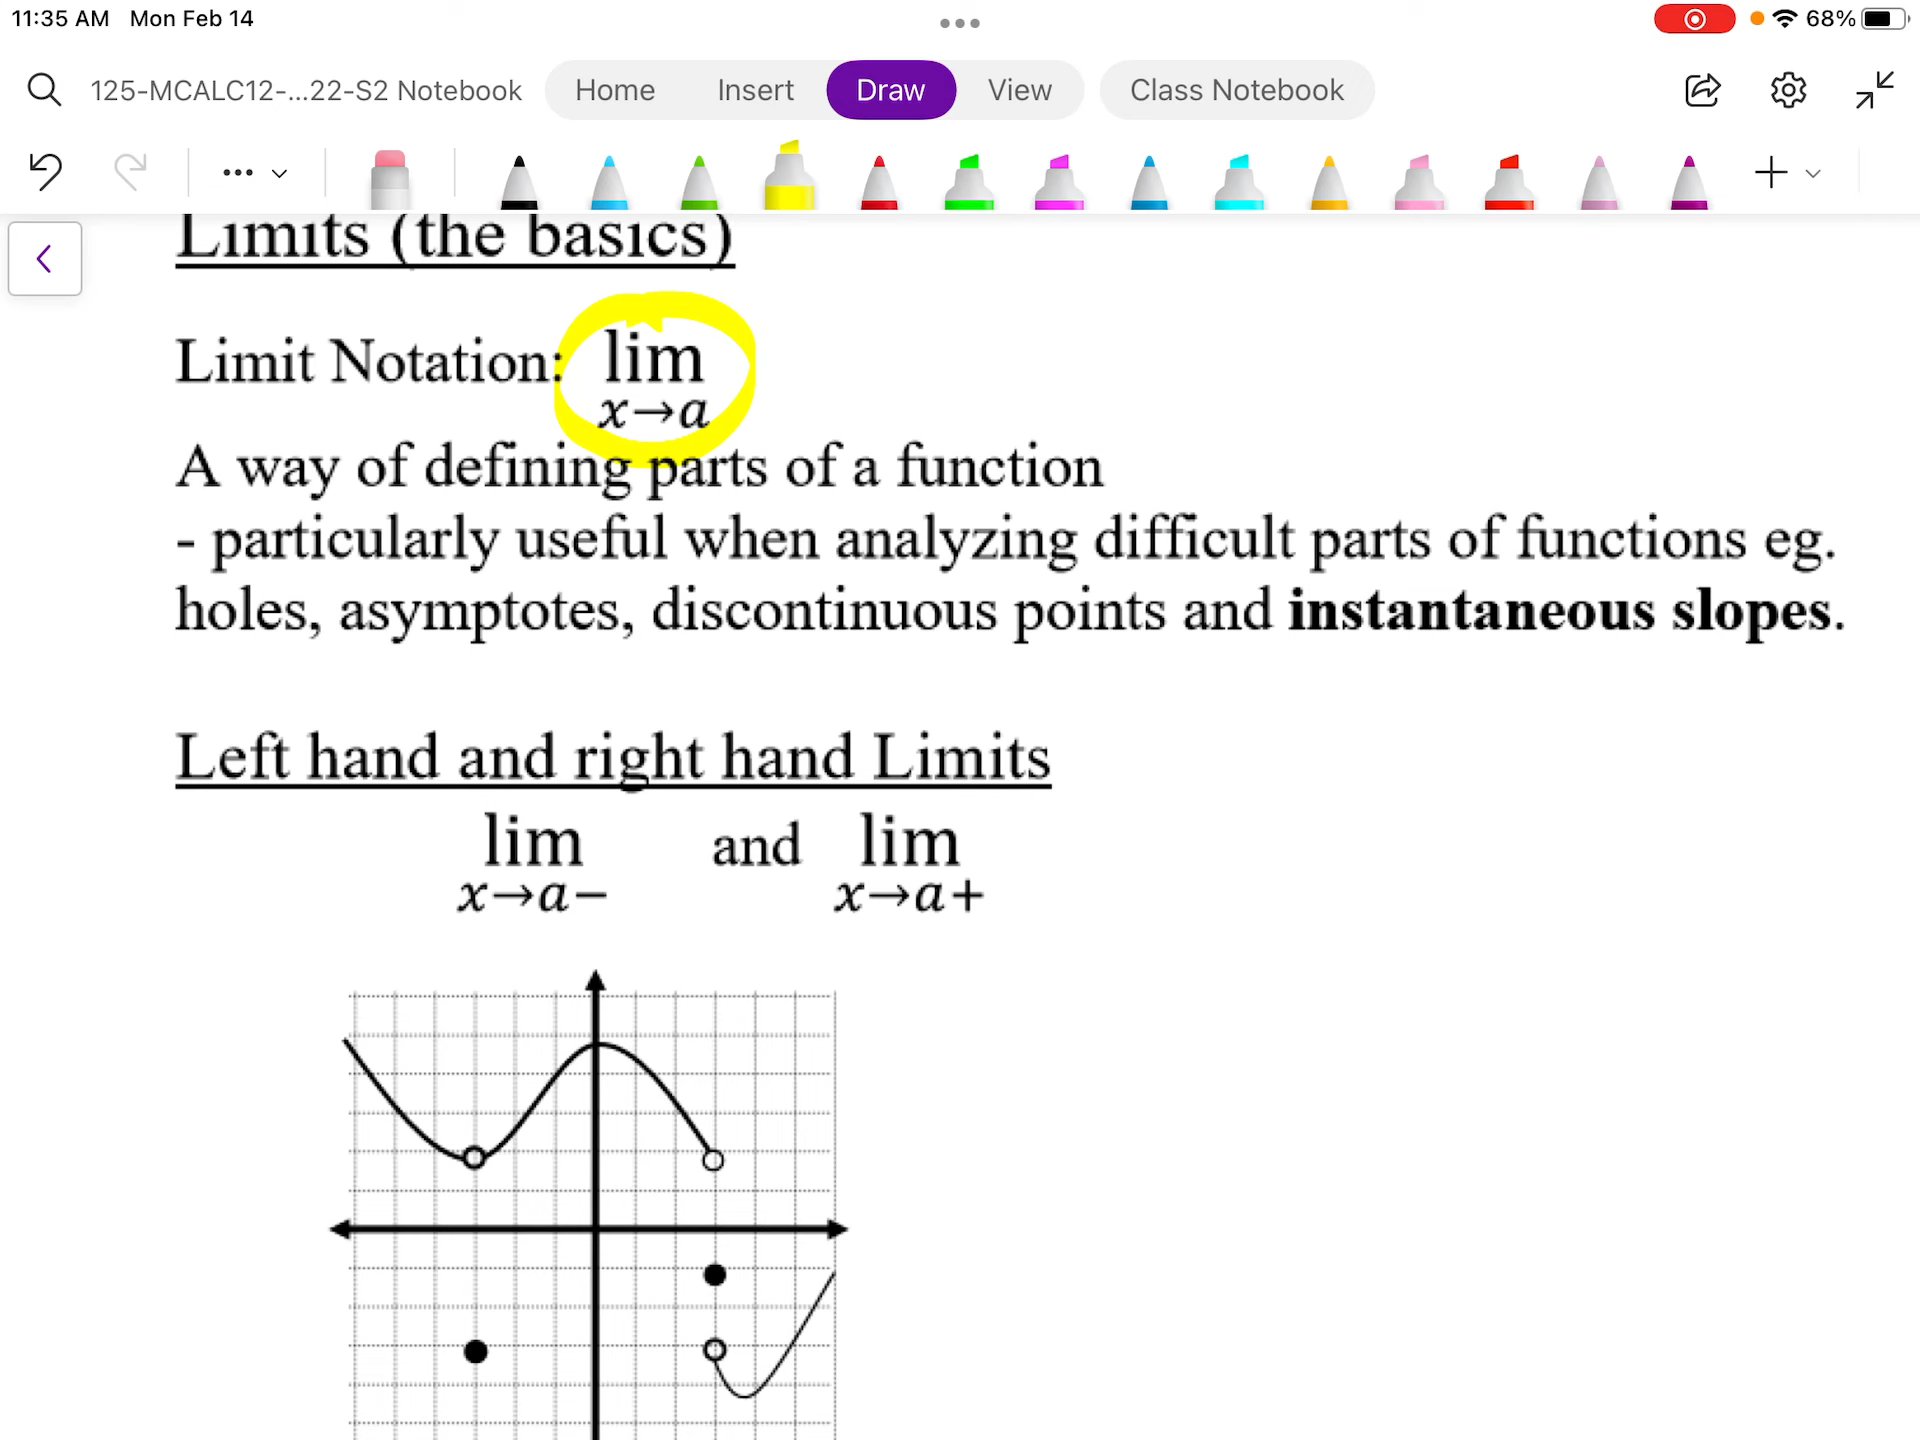 11:35 AM Mon Feb 14
68%
125-MCALC12-...22-S2 Notebook Home Insert Draw View Class Notebook
Limits (the basics)
Limit Notation: lim
x→a
A way of defining parts of a function
- particularly useful when analyzing difficult parts of functions eg.
holes, asymptotes, discontinuous points and instantaneous slopes.
Left hand and right hand Limits
lim and lim
x→a− x→a+